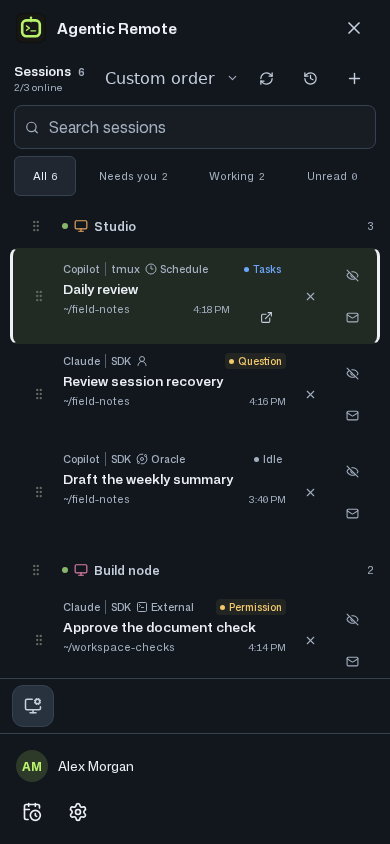 Agentic Remote
Sessions 6
2/3 online
Custom order
Search sessions
All 6
Needs you 2
Working 2
Unread 0
Studio
3
Copilot | tmux Schedule
Tasks
Daily review
~/field-notes
4:18 PM
Claude | SDK
Question
Review session recovery
~/field-notes
4:16 PM
Copilot | SDK Oracle
Idle
Draft the weekly summary
~/field-notes
3:40 PM
Build node
2
Claude | SDK External
Permission
Approve the document check
~/workspace-checks
4:14 PM
AM
Alex Morgan